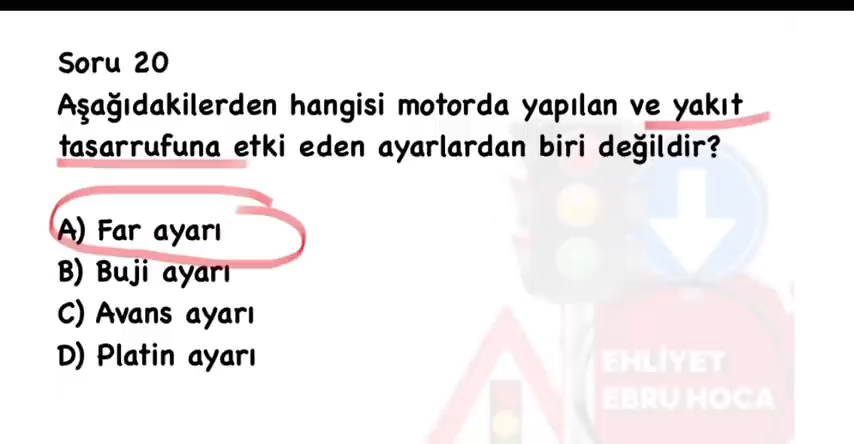 Soru 20
Aşağıdakilerden hangisi motorda yapılan ve yakıt
tasarrufuna etki eden ayarlardan biri değildir?
A) Far ayarı
B) Buji ayarı
C) Avans ayarı
D) Platin ayarı
EHLİYET
EBRU HOCA